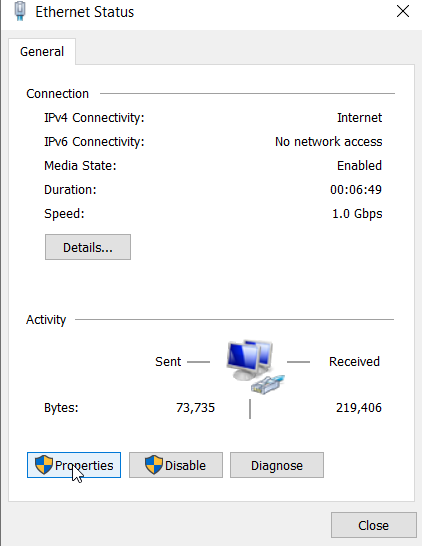 Ethernet Status
General
Connection
IPv4 Connectivity: Internet
IPv6 Connectivity: No network access
Media State: Enabled
Duration: 00:06:49
Speed: 1.0 Gbps
Details...
Activity
Sent Received
Bytes: 73,735 219,406
Properties Disable Diagnose
Close